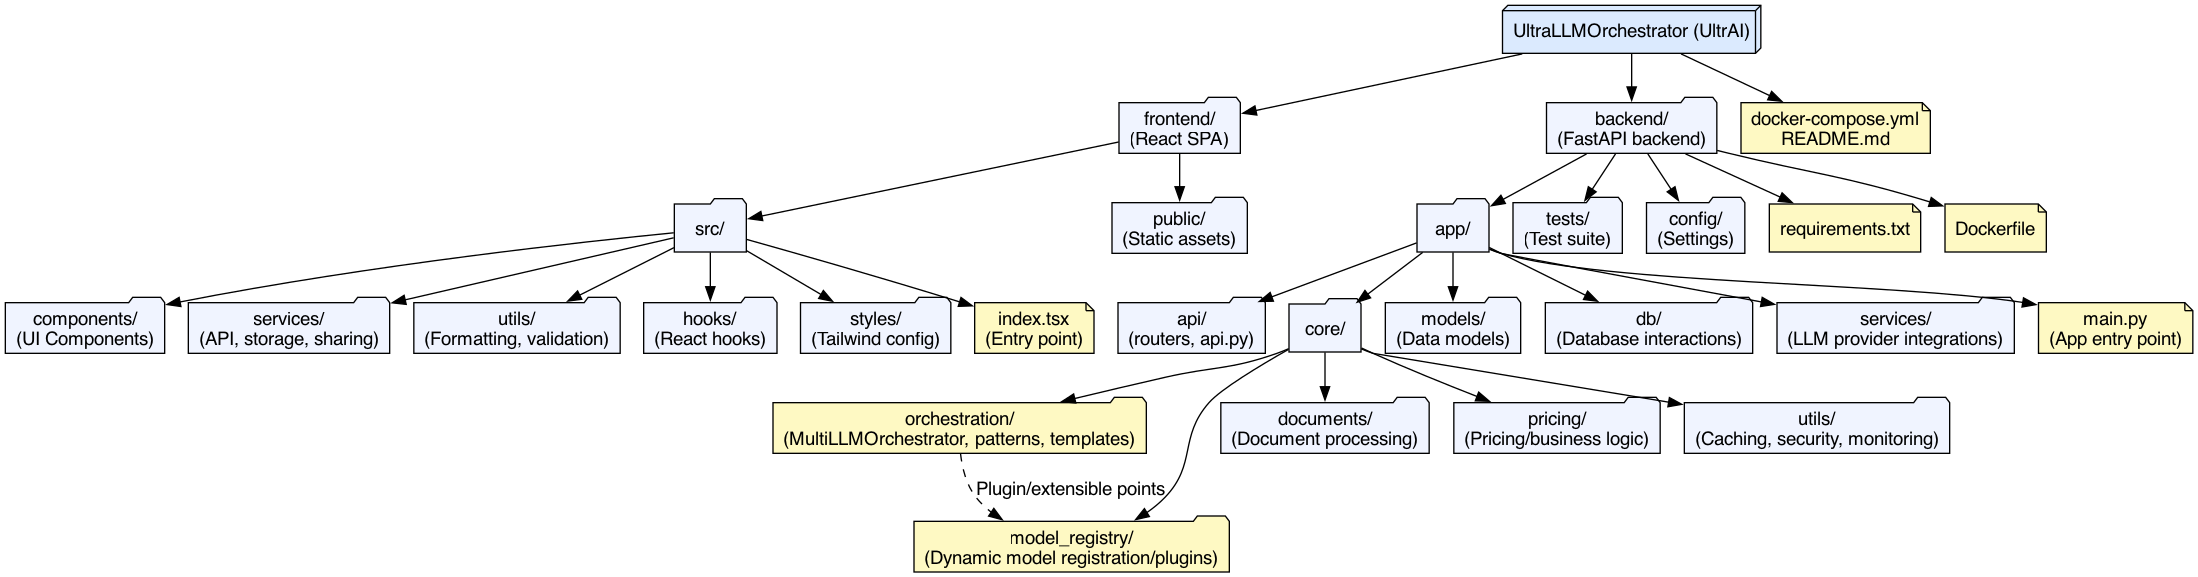 UltraLLMOrchestrator (UltrAI)
frontend/
(React SPA)
backend/
(FastAPI backend)
docker-compose.yml
README.md
src/
public/
(Static assets)
app/
tests/
(Test suite)
config/
(Settings)
requirements.txt
Dockerfile
components/
(UI Components)
services/
(API, storage, sharing)
utils/
(Formatting, validation)
hooks/
(React hooks)
styles/
(Tailwind config)
index.tsx
(Entry point)
api/
(routers, api.py)
core/
models/
(Data models)
db/
(Database interactions)
services/
(LLM provider integrations)
main.py
(App entry point)
orchestration/
(MultiLLMOrchestrator, patterns, templates)
documents/
(Document processing)
pricing/
(Pricing/business logic)
utils/
(Caching, security, monitoring)
Plugin/extensible points
model_registry/
(Dynamic model registration/plugins)